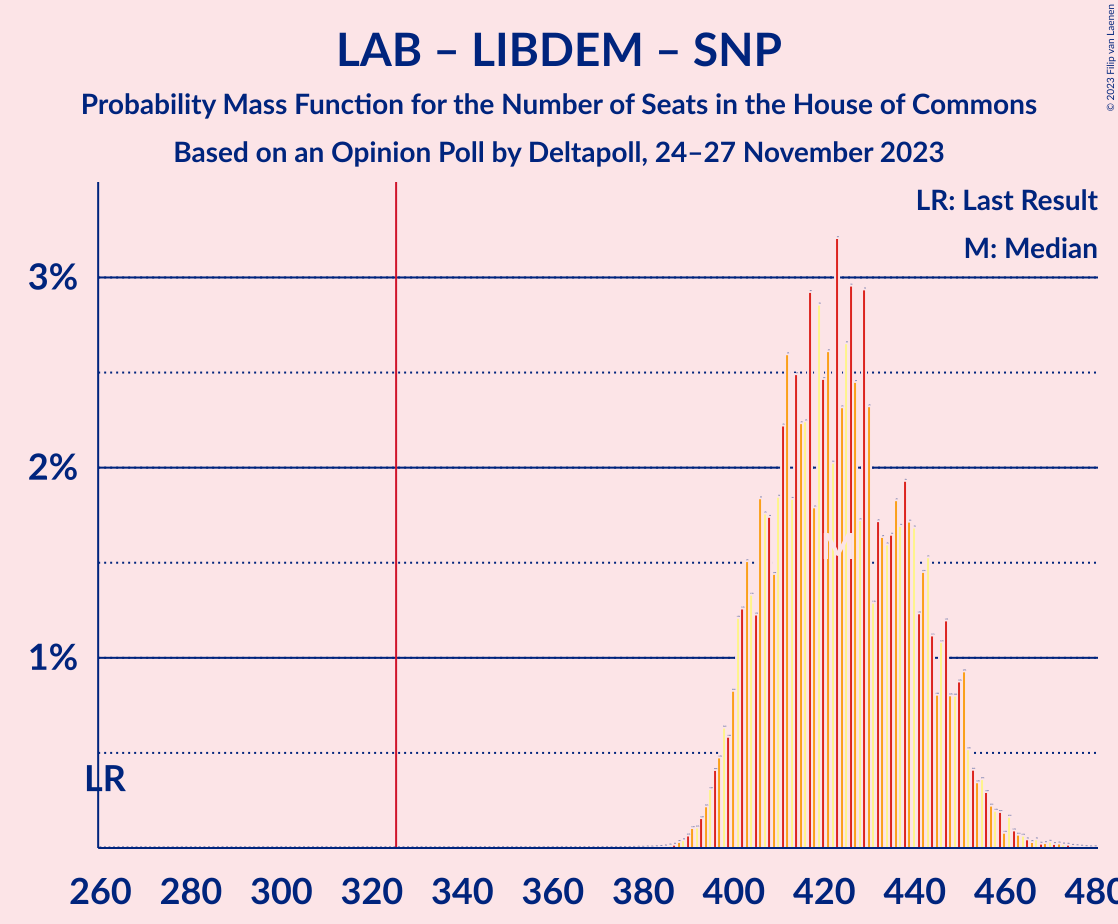 LAB – LIBDEM – SNP
Probability Mass Function for the Number of Seats in the House of Commons
Based on an Opinion Poll by Deltapoll, 24–27 November 2023
© 2023 Filip van Laenen
LR: Last Result
M: Median
3%
2%
1%
M
LR
260 280 300 320 340 360 380 400 420 440 460 480